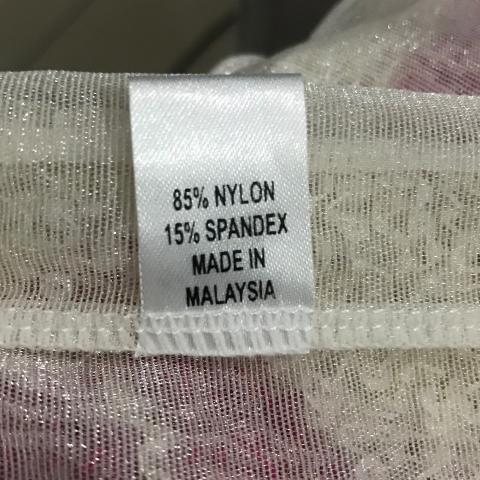 85% NYLON
15% SPANDEX
MADE IN
MALAYSIA